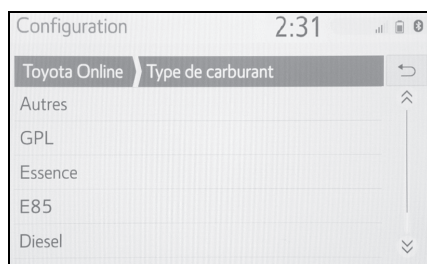 Configuration 2:31
Toyota Online Type de carburant
Autres
GPL
Essence
E85
Diesel